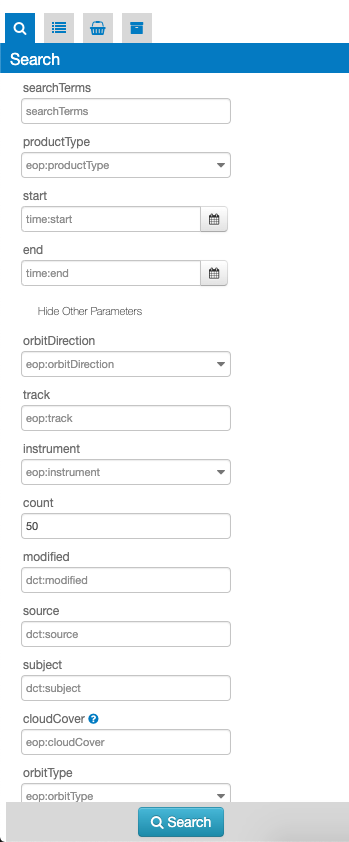 Search
searchTerms
searchTerms
productType
eop:productType
start
time:start
end
time:end
Hide Other Parameters
orbitDirection
eop:orbitDirection
track
eop:track
instrument
eop:instrument
count
50
modified
dct:modified
source
dct:source
subject
dct:subject
cloudCover ?
eop:cloudCover
orbitType
eop:orbitType
Search